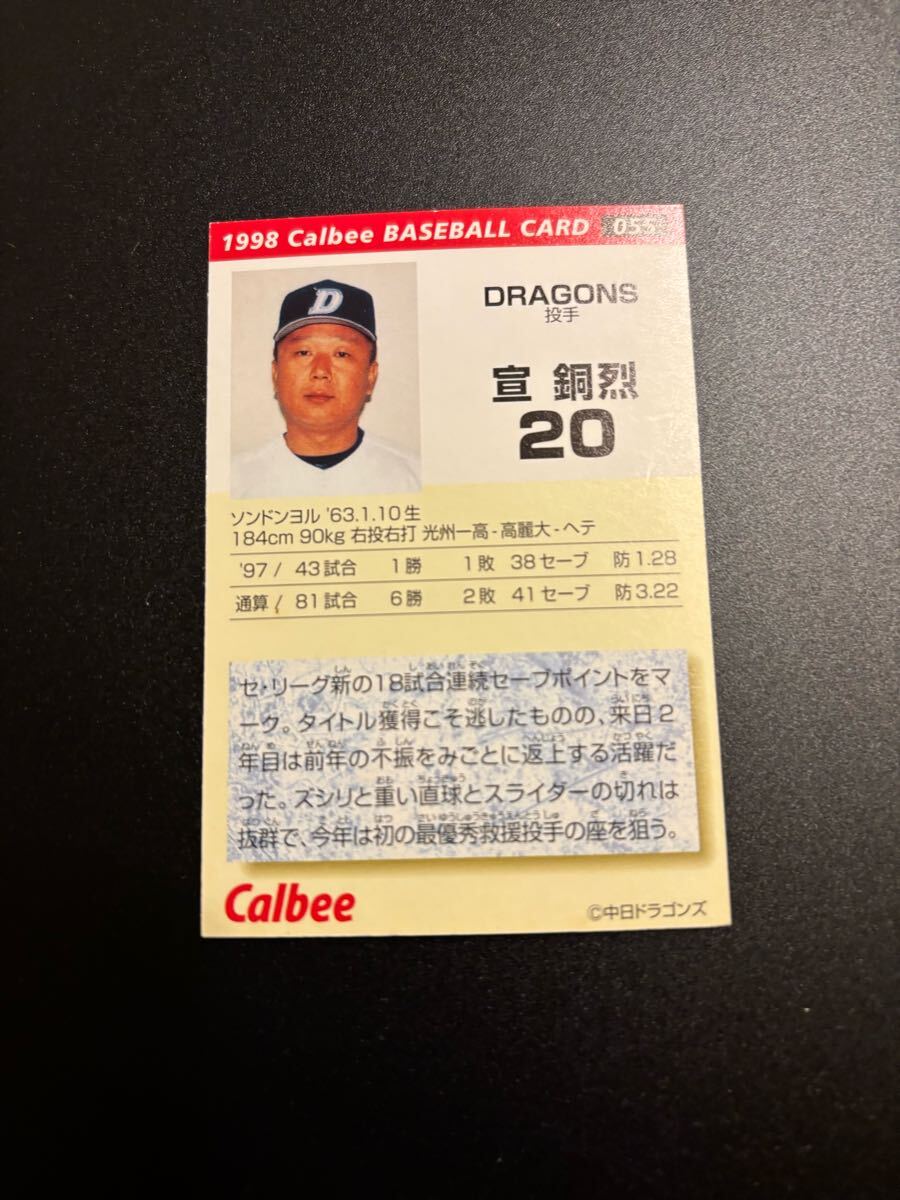 1998 Calbee BASEBALL CARD
DRAGONS
投手
宣 銅烈
20
ソンドンヨル '63.1.10生
184cm 90kg 右投右打 光州一高-高麗大-ヘテ
'97/ 43試合 1勝 1敗 38セーブ 防1.28
通算/ 81試合 6勝 2敗 41セーブ 防3.22
セ・リーグ新の18試合連続セーブポイントをマ
ーク。タイトル獲得こそ逃したものの、来日2
年目は前年の不振をみごとに返上する活躍だ
った。ズシリと重い直球とスライダーの切れは
抜群で、今年は初の最優秀救援投手の座を狙う。
Calbee
©中日ドラゴンズ